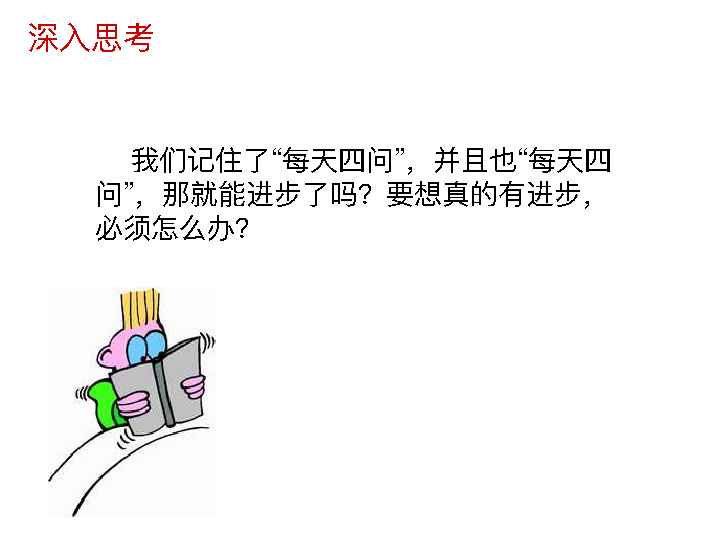 深入思考
我们记住了“每天四问”，并且也“每天四
问”，那就能进步了吗？要想真的有进步，
必须怎么办？